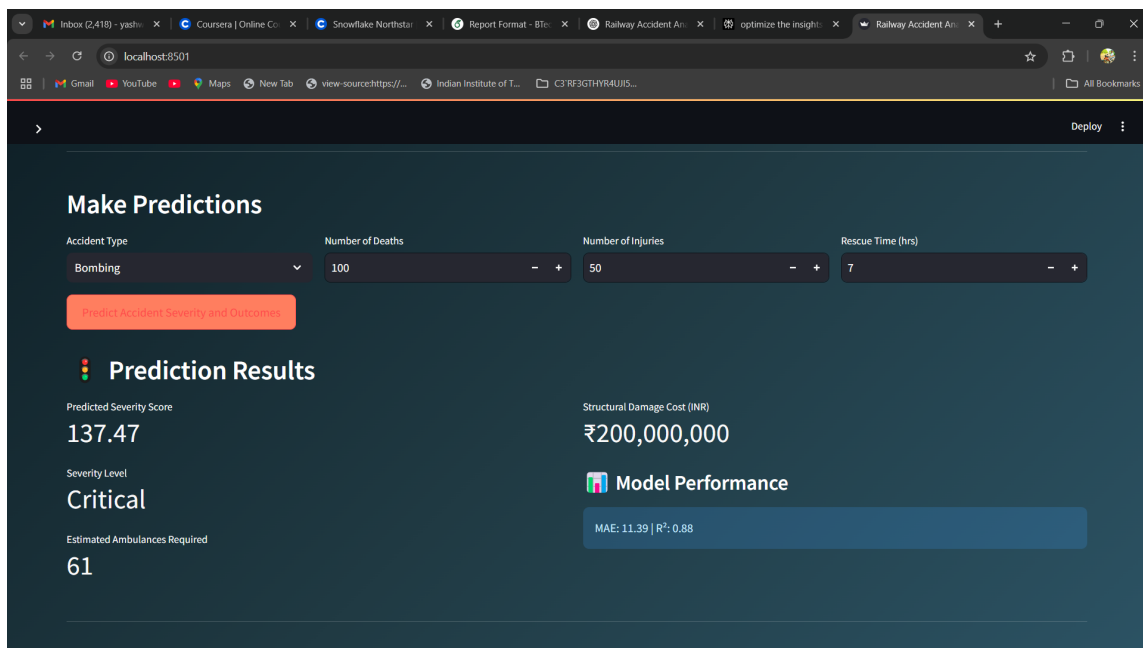 Inbox (2,418) - yashw
Coursera | Online Co
Snowflake Northstar
Report Format - BTec
Railway Accident An
optimize the insights
Railway Accident An
localhost:8501
Gmail
YouTube
Maps
New Tab
view-source:https://...
Indian Institute of T...
C3`RF3GTHYR4UJI5...
All Bookmarks
Deploy
Make Predictions
Accident Type
Number of Deaths
Number of Injuries
Rescue Time (hrs)
Bombing
100
50
7
Predict Accident Severity and Outcomes
Prediction Results
Predicted Severity Score
Structural Damage Cost (INR)
137.47
₹200,000,000
Severity Level
Model Performance
Critical
MAE: 11.39 | R²: 0.88
Estimated Ambulances Required
61